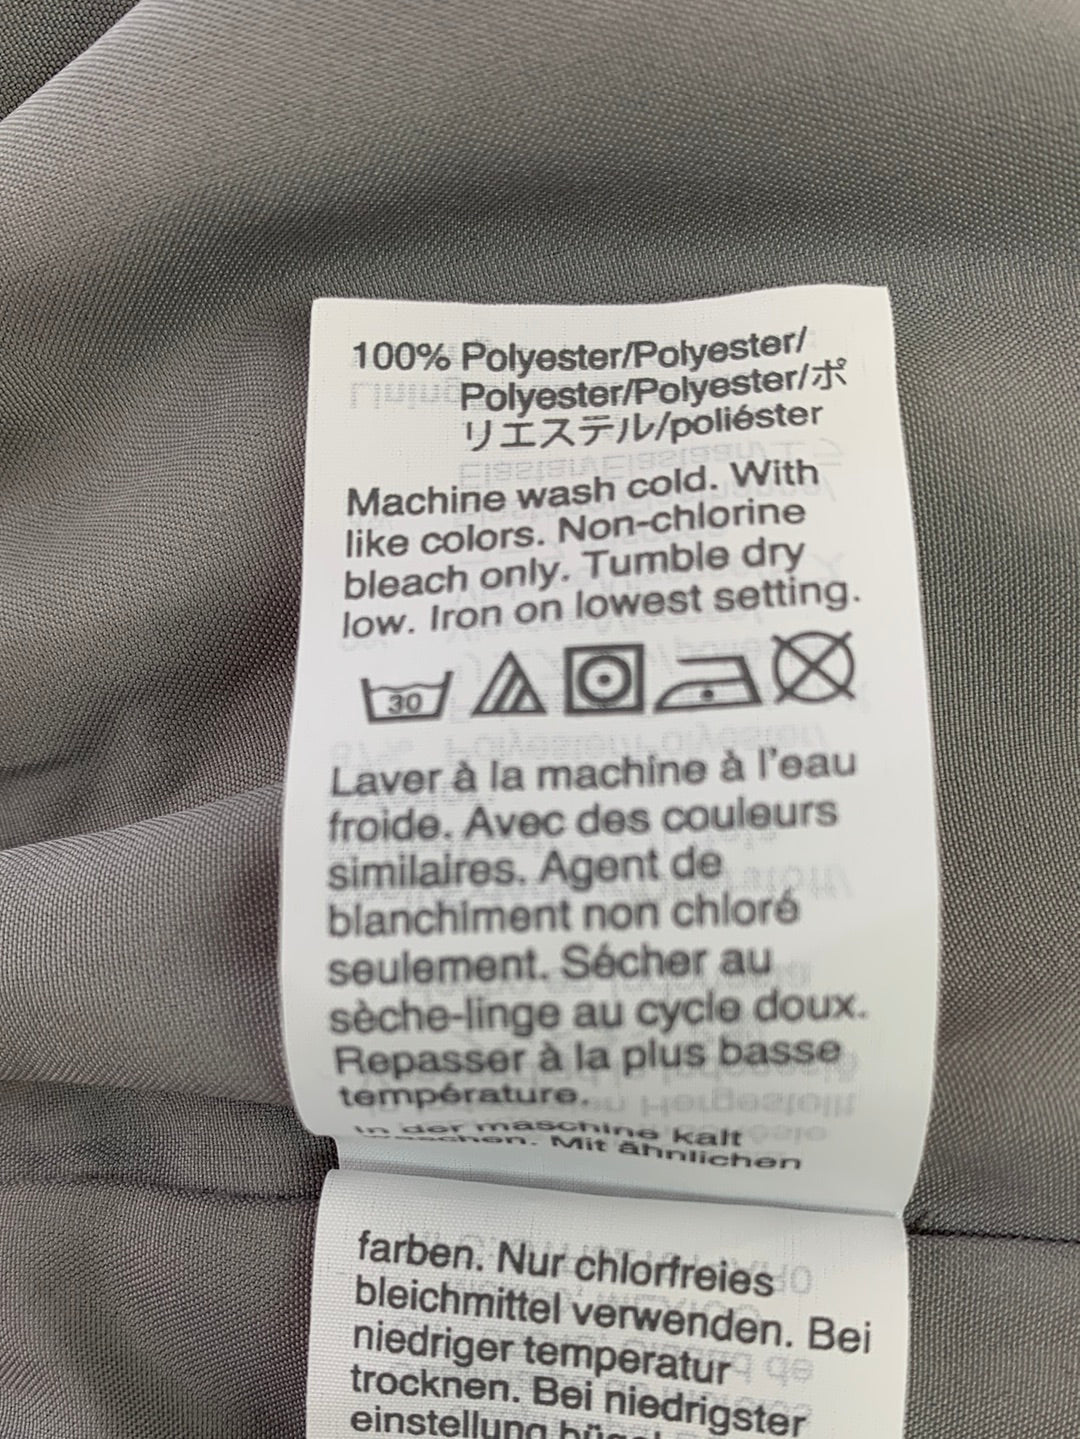 100% Polyester/Polyester/
Polyester/Polyester/ポ
リエステル/poliéster
Machine wash cold. With
like colors. Non-chlorine
bleach only. Tumble dry
low. Iron on lowest setting.
30
Laver à la machine à l'eau
froide. Avec des couleurs
similaires. Agent de
blanchiment non chloré
seulement. Sécher au
sèche-linge au cycle doux.
Repasser à la plus basse
température.
In der maschine kalt
waschen. Mit ähnlichen
farben. Nur chlorfreies
bleichmittel verwenden. Bei
niedriger temperatur
trocknen. Bei niedrigster
einstellung